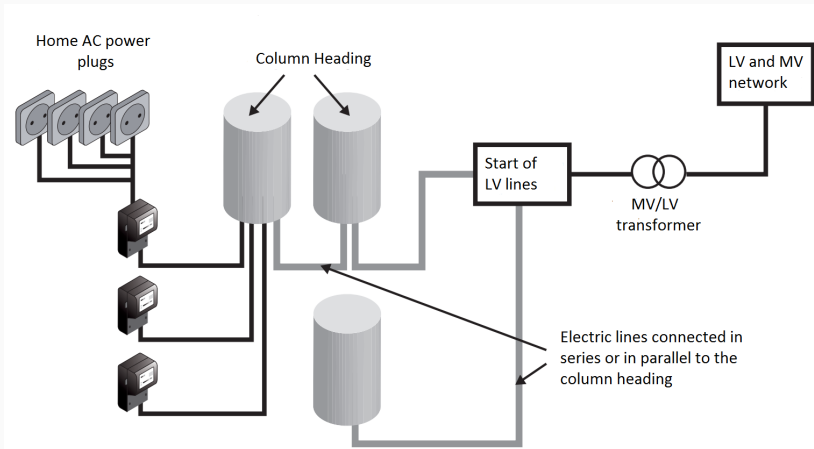 Home AC power
plugs
Column Heading
LV and MV
network
Start of
LV lines
MV/LV
transformer
Electric lines connected in
series or in parallel to the
column heading